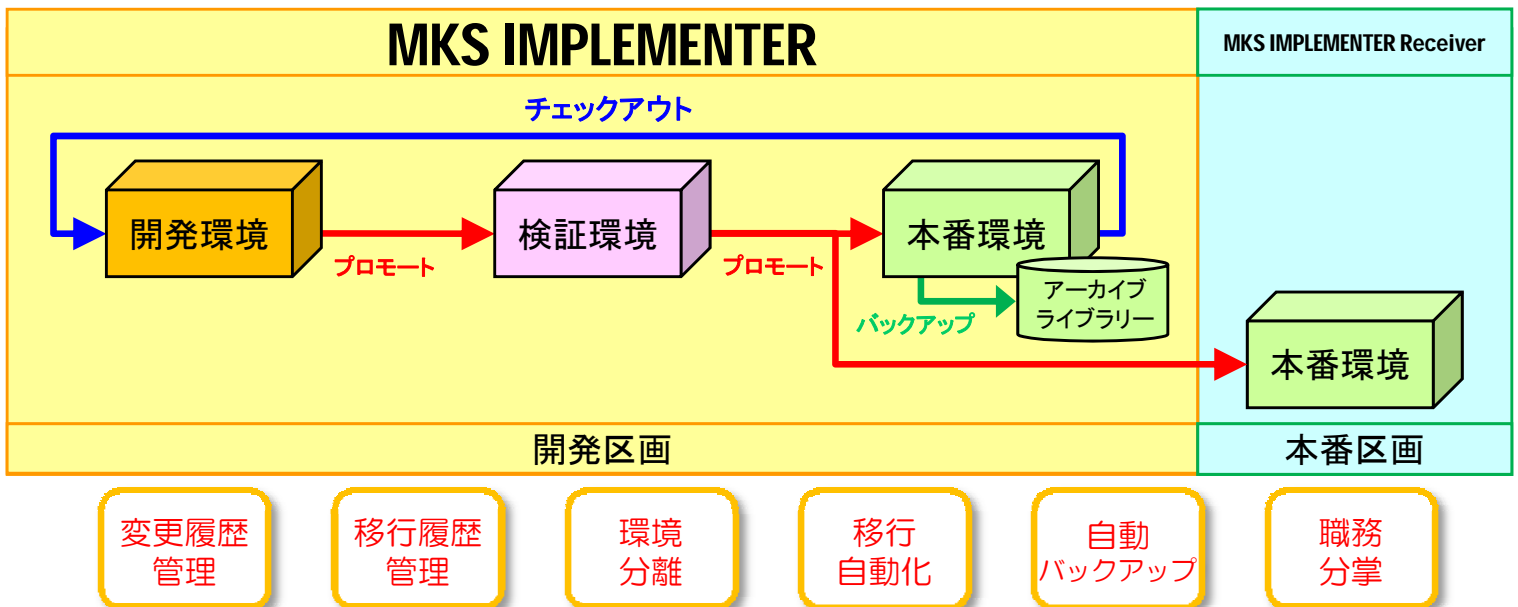 MKS IMPLEMENTER
MKS IMPLEMENTER Receiver
チェックアウト
開発環境
検証環境
本番環境
プロモート
プロモート
アーカイブ
ライブラリー
バックアップ
本番環境
開発区画
本番区画
変更履歴
管理
移行履歴
管理
環境
分離
移行
自動化
自動
バックアップ
職務
分掌